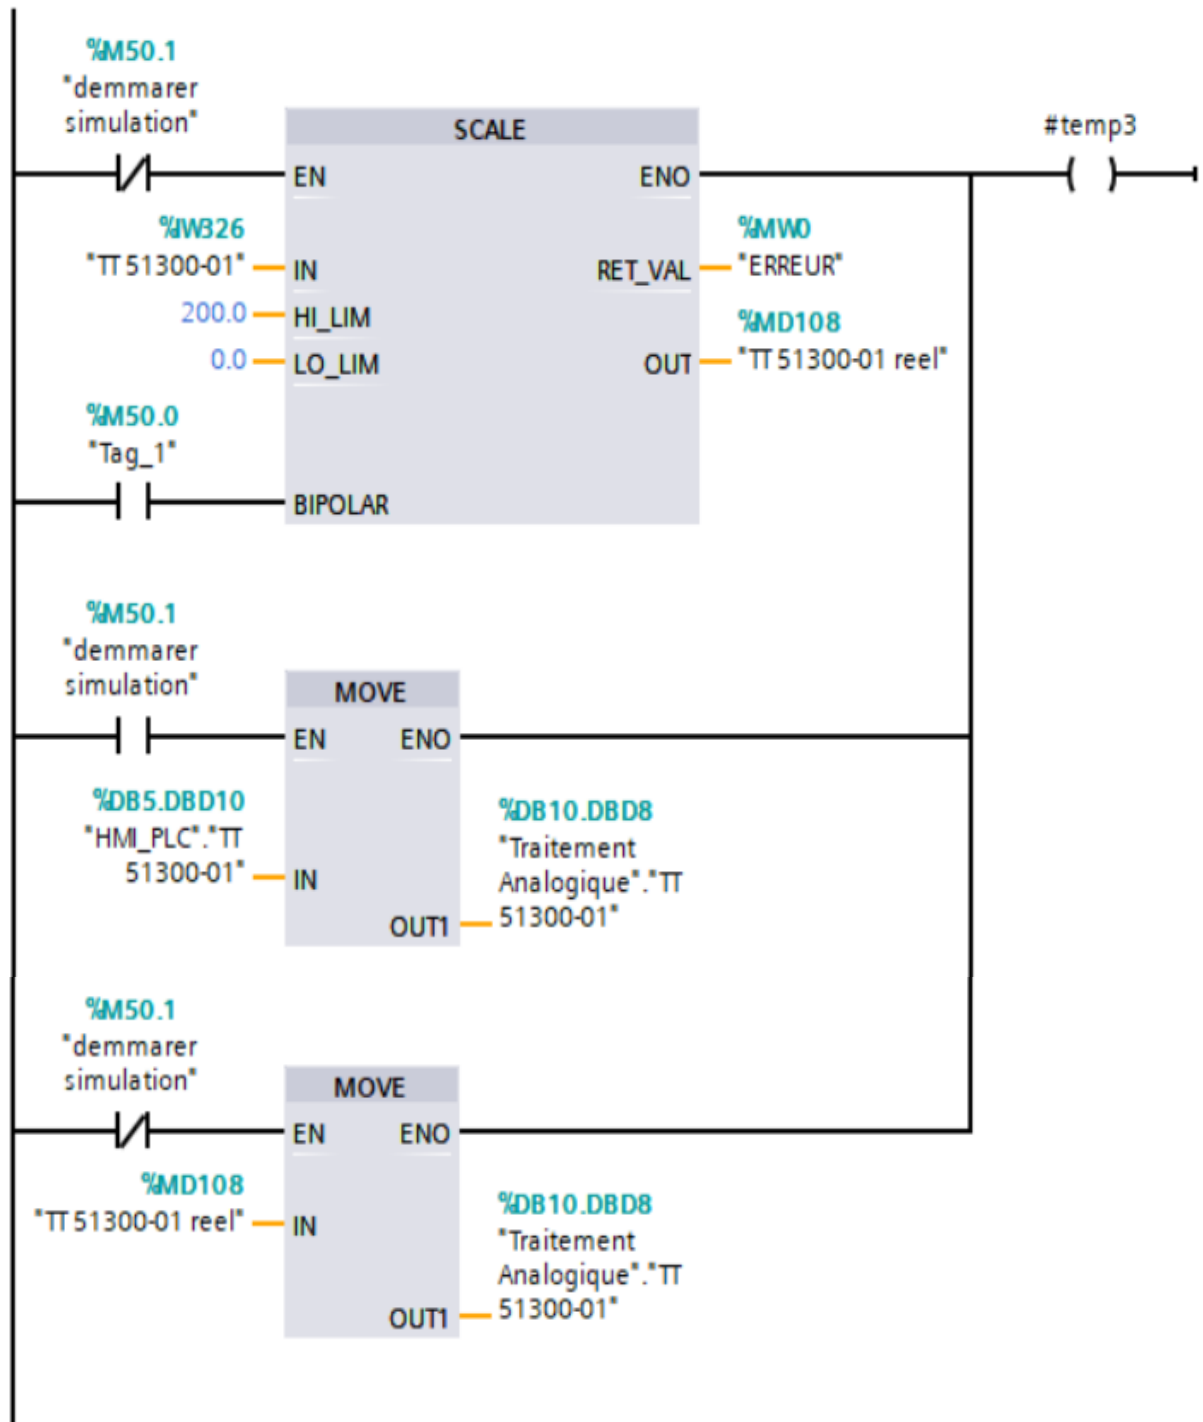 %M50.1
"demmarer
simulation"
SCALE
#temp3
EN
ENO
%IW326
"TT 51300-01"
IN
%MW0
RET_VAL
"ERREUR"
200.0
HI_LIM
%MD108
0.0
LO_LIM
OUT
"TT 51300-01 reel"
%M50.0
"Tag_1"
BIPOLAR
%M50.1
"demmarer
simulation"
MOVE
EN
ENO
%DB5.DBD10
"HMI_PLC"."TT
51300-01"
IN
%DB10.DBD8
"Traitement
Analogique"."TT
51300-01"
OUT1
%M50.1
"demmarer
simulation"
MOVE
EN
ENO
%MD108
"TT 51300-01 reel"
IN
%DB10.DBD8
"Traitement
Analogique"."TT
51300-01"
OUT1